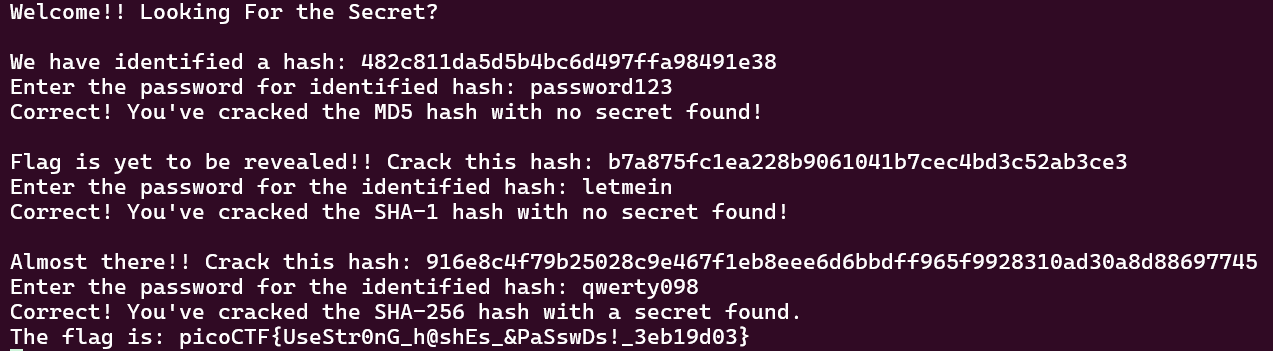 Welcome!! Looking For the Secret?
We have identified a hash: 482c811da5d5b4bc6d497ffa98491e38
Enter the password for identified hash: password123
Correct! You've cracked the MD5 hash with no secret found!
Flag is yet to be revealed!! Crack this hash: b7a875fc1ea228b9061041b7cec4bd3c52ab3ce3
Enter the password for the identified hash: letmein
Correct! You've cracked the SHA-1 hash with no secret found!
Almost there!! Crack this hash: 916e8c4f79b25028c9e467f1eb8eee6d6bbdff965f9928310ad30a8d88697745
Enter the password for the identified hash: qwerty098
Correct! You've cracked the SHA-256 hash with a secret found.
The flag is: picoCTF{UseStr0nG_h@shEs_&PaSswDs!_3eb19d03}